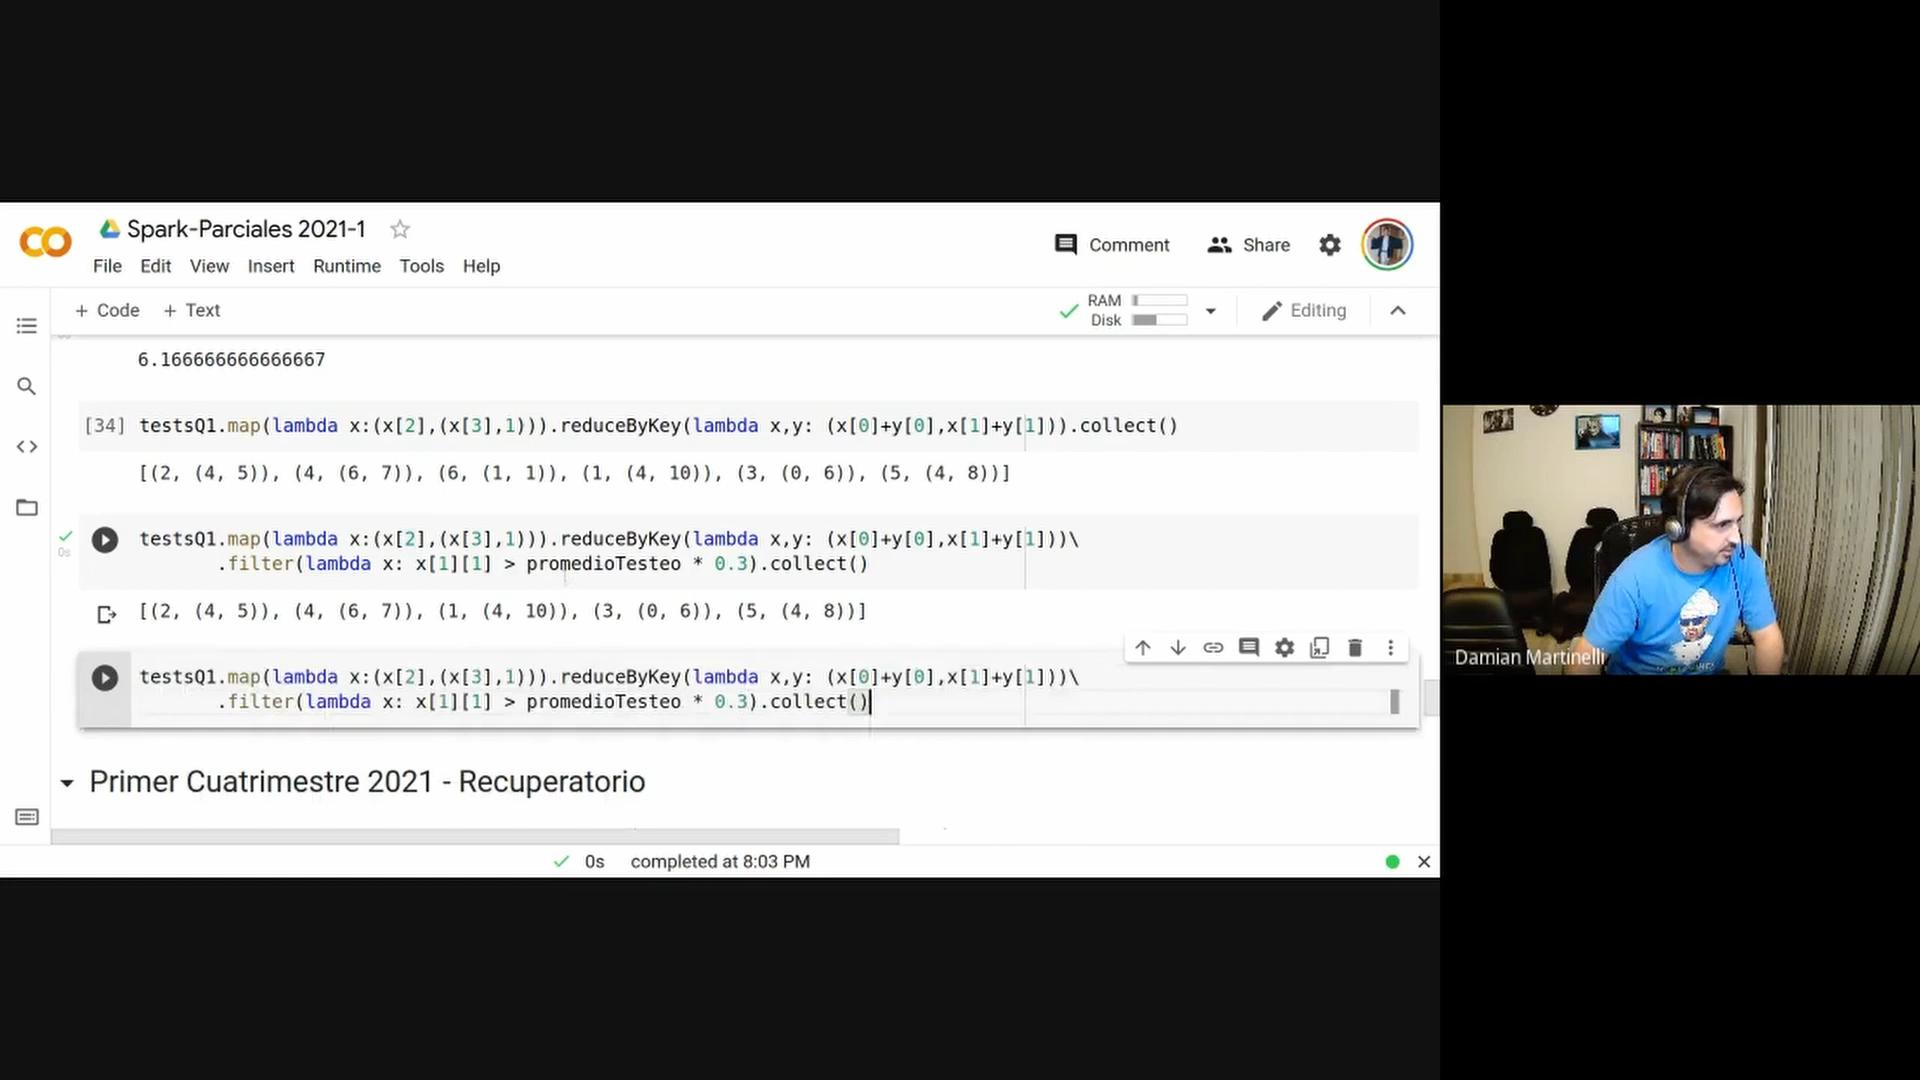 Spark-Parciales 2021-1
Comment
Share
File Edit View Insert Runtime Tools Help
+ Code + Text
RAM
Disk
Editing
6.166666666666667
[34] testsQ1.map(lambda x:(x[2],(x[3],1))).reduceByKey(lambda x,y: (x[0]+y[0],x[1]+y[1])).collect()
[(2, (4, 5)), (4, (6, 7)), (6, (1, 1)), (1, (4, 10)), (3, (0, 6)), (5, (4, 8))]
testsQ1.map(lambda x:(x[2],(x[3],1))).reduceByKey(lambda x,y: (x[0]+y[0],x[1]+y[1]))\
.filter(lambda x: x[1][1] > promedioTesteo * 0.3).collect()
0s
[(2, (4, 5)), (4, (6, 7)), (1, (4, 10)), (3, (0, 6)), (5, (4, 8))]
testsQ1.map(lambda x:(x[2],(x[3],1))).reduceByKey(lambda x,y: (x[0]+y[0],x[1]+y[1]))\
.filter(lambda x: x[1][1] > promedioTesteo * 0.3).collect()
Primer Cuatrimestre 2021 - Recuperatorio
0s completed at 8:03 PM
Damian Martinelli